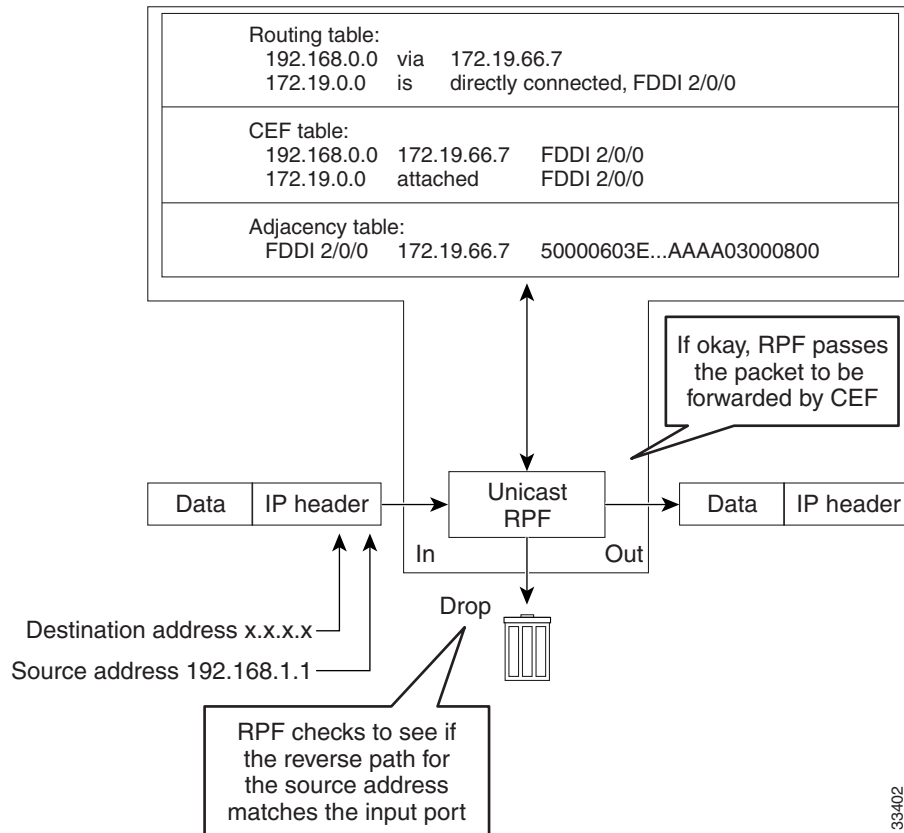 Routing table:
192.168.0.0 via 172.19.66.7
172.19.0.0 is directly connected, FDDI 2/0/0
CEF table:
192.168.0.0 172.19.66.7 FDDI 2/0/0
172.19.0.0 attached FDDI 2/0/0
Adjacency table:
FDDI 2/0/0 172.19.66.7 50000603E...AAAA03000800
If okay, RPF passes
the packet to be
forwarded by CEF
Data IP header
Unicast
RPF
Data IP header
In Out
Drop
Destination address x.x.x.x
Source address 192.168.1.1
RPF checks to see if
the reverse path for
the source address
matches the input port
33402